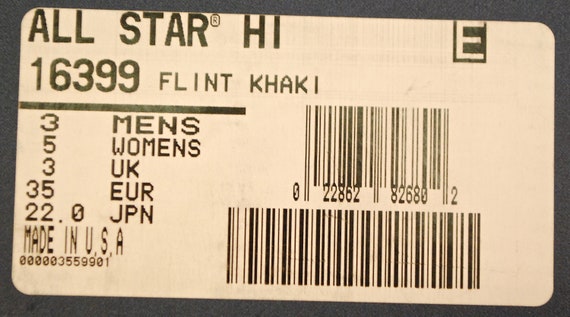 ALL STAR® HI
E
16399 FLINT KHAKI
3 MENS
5 WOMENS
3 UK
35 EUR
22.0 JPN
MADE IN U.S.A
000003559901
0 22862 82680 2